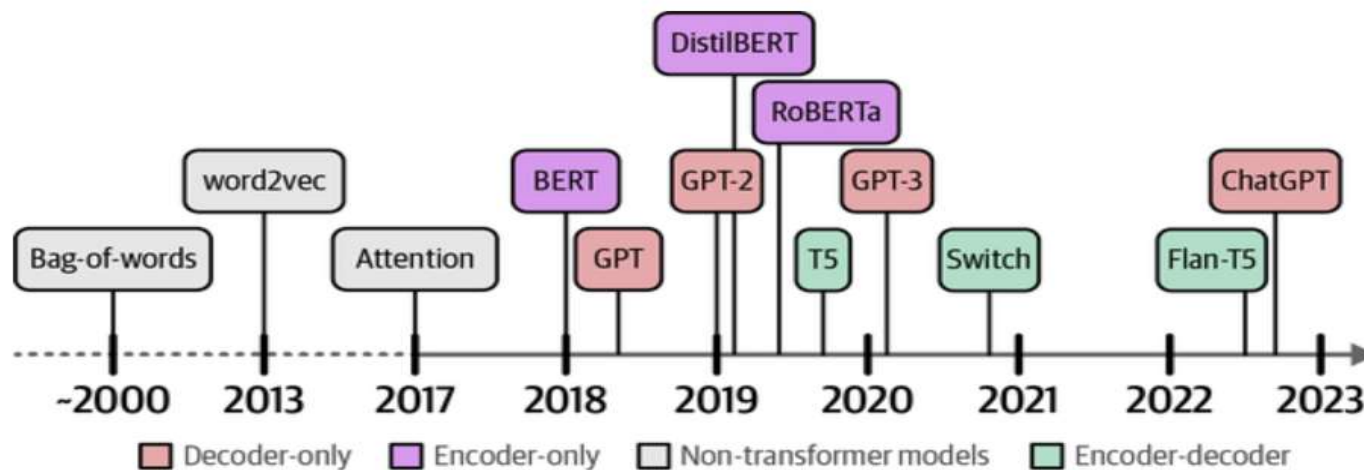 DistilBERT
RoBERTa
word2vec
BERT
GPT-2
GPT-3
ChatGPT
Bag-of-words
Attention
GPT
T5
Switch
Flan-T5
~2000
2013
2017
2018
2019
2020
2021
2022
2023
Decoder-only
Encoder-only
Non-transformer models
Encoder-decoder